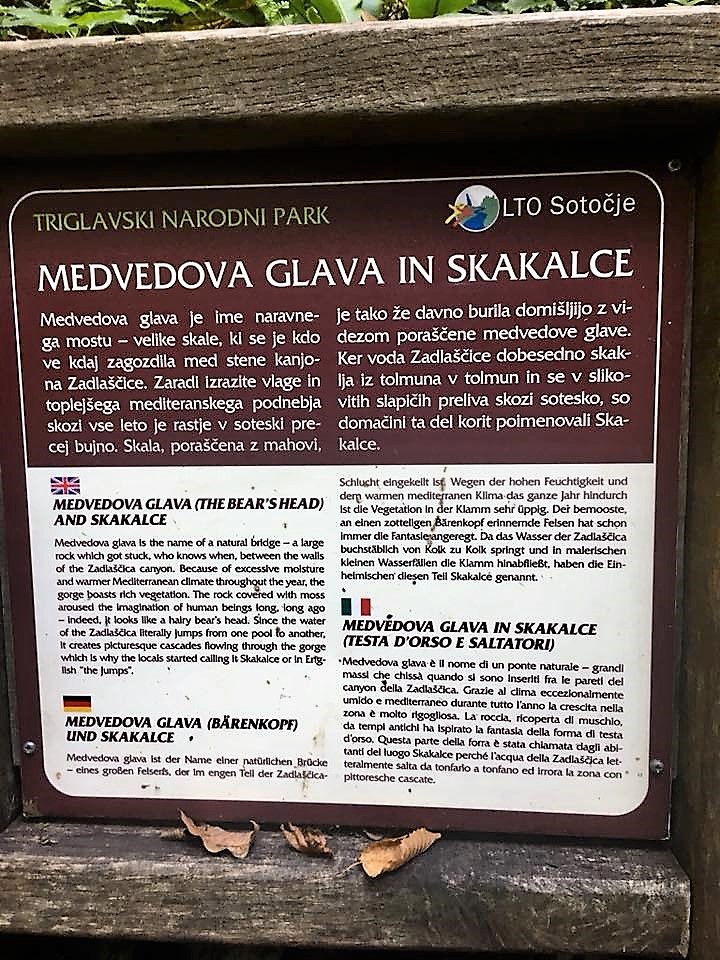 TRIGLAVSKI NARODNI PARK
LTO Sotočje
MEDVEDOVA GLAVA IN SKAKALCE
Medvedova glava je ime naravne-
ga mostu – velike skale, ki se je kdo
ve kdaj zagozdila med stene kanjo-
na Zadlaščice. Zaradi izrazite vlage in
toplejšega mediteranskega podnebja
skozi vse leto je rastje v soteski pre-
cej bujno. Skala, poraščena z mahovi,
je tako že davno burila domišljijo z vi-
dezom poraščene medvedove glave.
Ker voda Zadlaščice dobesedno skak-
lja iz tolmuna v tolmun in se v sliko-
vitih slapičih preliva skozi sotesko, so
domačini ta del korit poimenovali Ska-
kalce.
MEDVEDOVA GLAVA (THE BEAR'S HEAD)
AND SKAKALCE
Medvedova glava is the name of a natural bridge – a large
rock which got stuck, who knows when, between the walls
of the Zadlaščica canyon. Because of excessive moisture
and warmer Mediterranean climate throughout the year, the
gorge boasts rich vegetation. The rock covered with moss
aroused the imagination of human beings long, long ago
– indeed, it looks like a hairy bear's head. Since the water
of the Zadlaščica literally jumps from one pool to another,
it creates picturesque cascades flowing through the gorge
which is why the locals started calling it Skakalce or in Eng-
lish "the Jumps".
MEDVEDOVA GLAVA (BÄRENKOPF)
UND SKAKALCE
Medvedova glava ist der Name einer natürlichen Brücke
– eines großen Felsens, der im engen Teil der Zadlaščica-
Schlucht eingekeilt ist. Wegen der hohen Feuchtigkeit und
dem warmen mediterranen Klima das ganze Jahr hindurch
ist die Vegetation in der Klamm sehr üppig. Der bemooste,
an einen zotteligen Bärenkopf erinnernde Felsen hat schon
immer die Fantasie angeregt. Da das Wasser der Zadlaščica
buchstäblich von Kolk zu Kolk springt und in malerischen
kleinen Wasserfällen die Klamm hinabfließt, haben die Ein-
heimischen diesen Teil Skakalce genannt.
MEDVEDOVA GLAVA IN SKAKALCE
(TESTA D'ORSO E SALTATORI)
Medvedova glava è il nome di un ponte naturale – grandi
massi che chissà quando si sono inseriti fra le pareti del
canyon della Zadlaščica. Grazie al clima eccezionalmente
umido e mediterraneo durante tutto l'anno la crescita nella
zona è molto rigogliosa. La roccia, ricoperta di muschio,
da tempi antichi ha ispirato la fantasia della forma di testa
d'orso. Questa parte della forra è stata chiamata dagli abi-
tanti del luogo Skakalce perché l'acqua della Zadlaščica let-
teralmente salta da tonfano a tonfano ed irrora la zona con
pittoresche cascate.